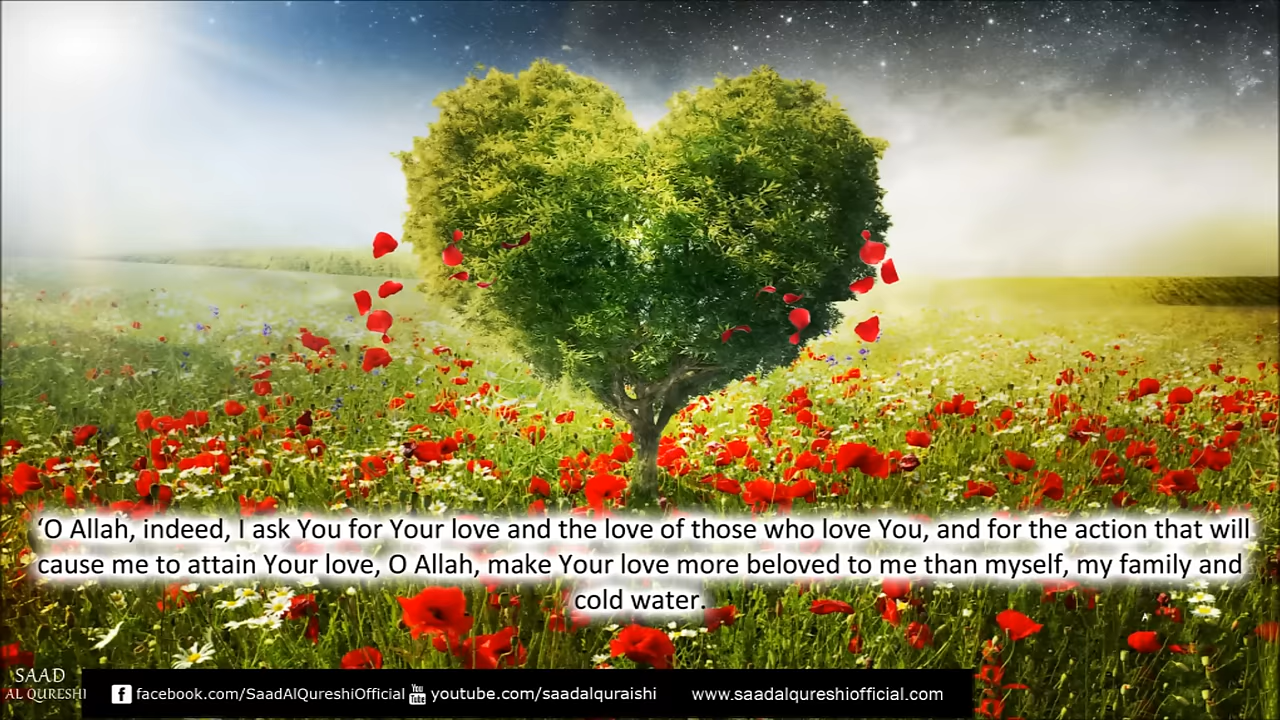 ‘O Allah, indeed, I ask You for Your love and the love of those who love You, and for the action that will
cause me to attain Your love, O Allah, make Your love more beloved to me than myself, my family and
cold water.
SAAD
AL QURESHI
facebook.com/SaadAlQureshiOfficial You Tube youtube.com/saadalquraishi www.saadalqureshiofficial.com